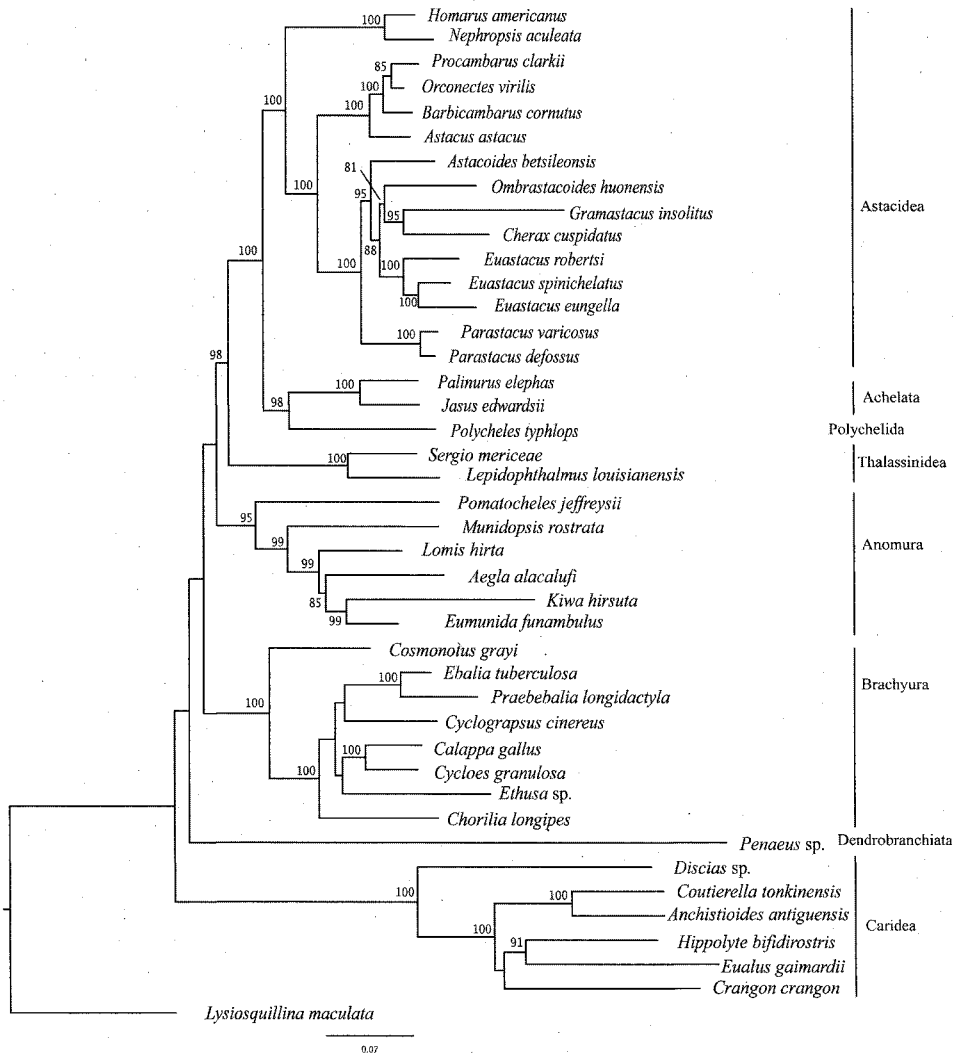 Homarus americanus
100
Nephropsis aculeata
Procambarus clarkii
85
Orconectes virilis
100
100
100
Barbicambarus cornutus
Astacus astacus
Astacoides betsileonsis
81
Ombrastacoides huonensis
100
95
Gramastacus insolitus
95
Cherax cuspidatus
Astacidea
88
100
100
Euastacus robertsi
100
Euastacus spinichelatus
100
Euastacus eungella
Parastacus varicosus
100
Parastacus defossus
98
Palinurus elephas
100
Jasus edwardsii
Achelata
98
Polycheles typhlops
Polychelida
Sergio mericeae
100
Lepidophthalmus louisianensis
Thalassinidea
Pomatocheles jeffreysii
95
Munidopsis rostrata
99
Lomis hirta
Anomura
99
Aegla alacalufi
85
Kiwa hirsuta
99
Eumunida funambulus
Cosmonotus grayi
Ebalia tuberculosa
100
Praebebalia longidactyla
Brachyura
100
Cyclograpsus cinereus
Calappa gallus
100
Cycloes granulosa
100
Ethusa sp.
Chorilia longipes
Penaeus sp.
Dendrobranchiata
Discias sp.
100
Coutierella tonkinensis
100
Anchistioides antiguensis
100
Caridea
Hippolyte bifidirostris
91
Eualus gaimardii
Crangon crangon
Lysiosquillina maculata
0.07